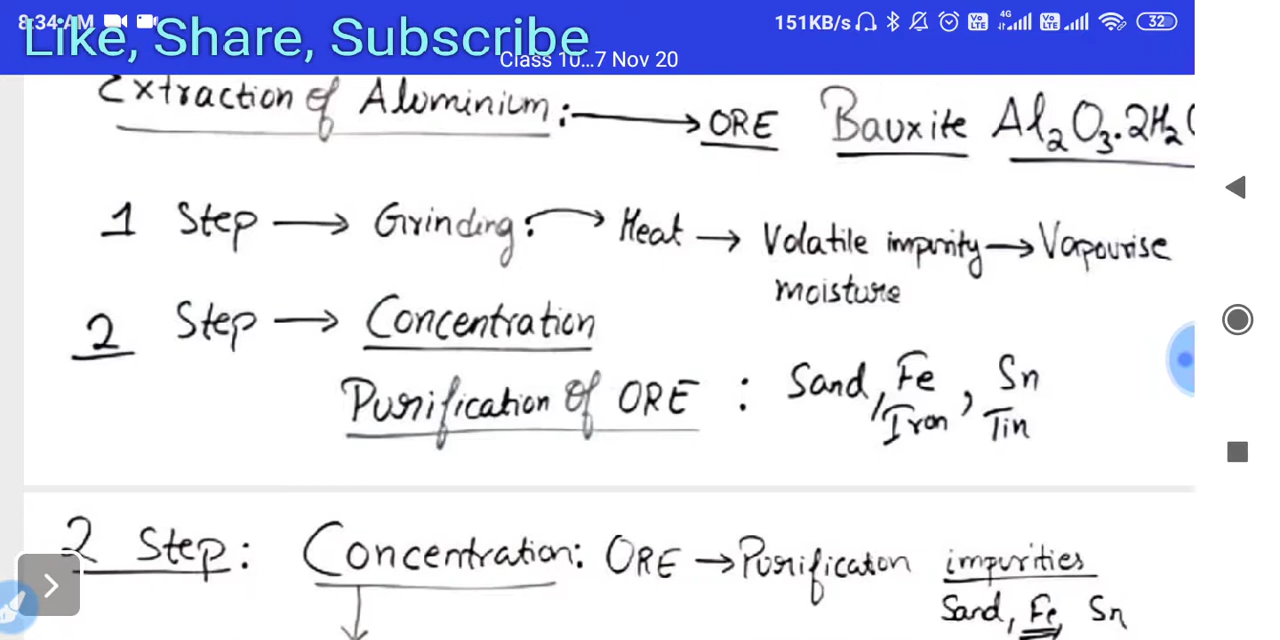 8:34 AM 151KB/s 4G 32
Like, Share, Subscribe
Class 10...7 Nov 20
Extraction of Aluminium: → ORE Bauxite Al₂O₃.2H₂
1 Step → Grinding: → Heat → Volatile impurity → Vapourise
moisture
2 Step → Concentration
Purification of ORE : Sand, Fe, Sn
Iron Tin
2 Step: Concentration: ORE → Purification impurities
Sand, Fe, Sn